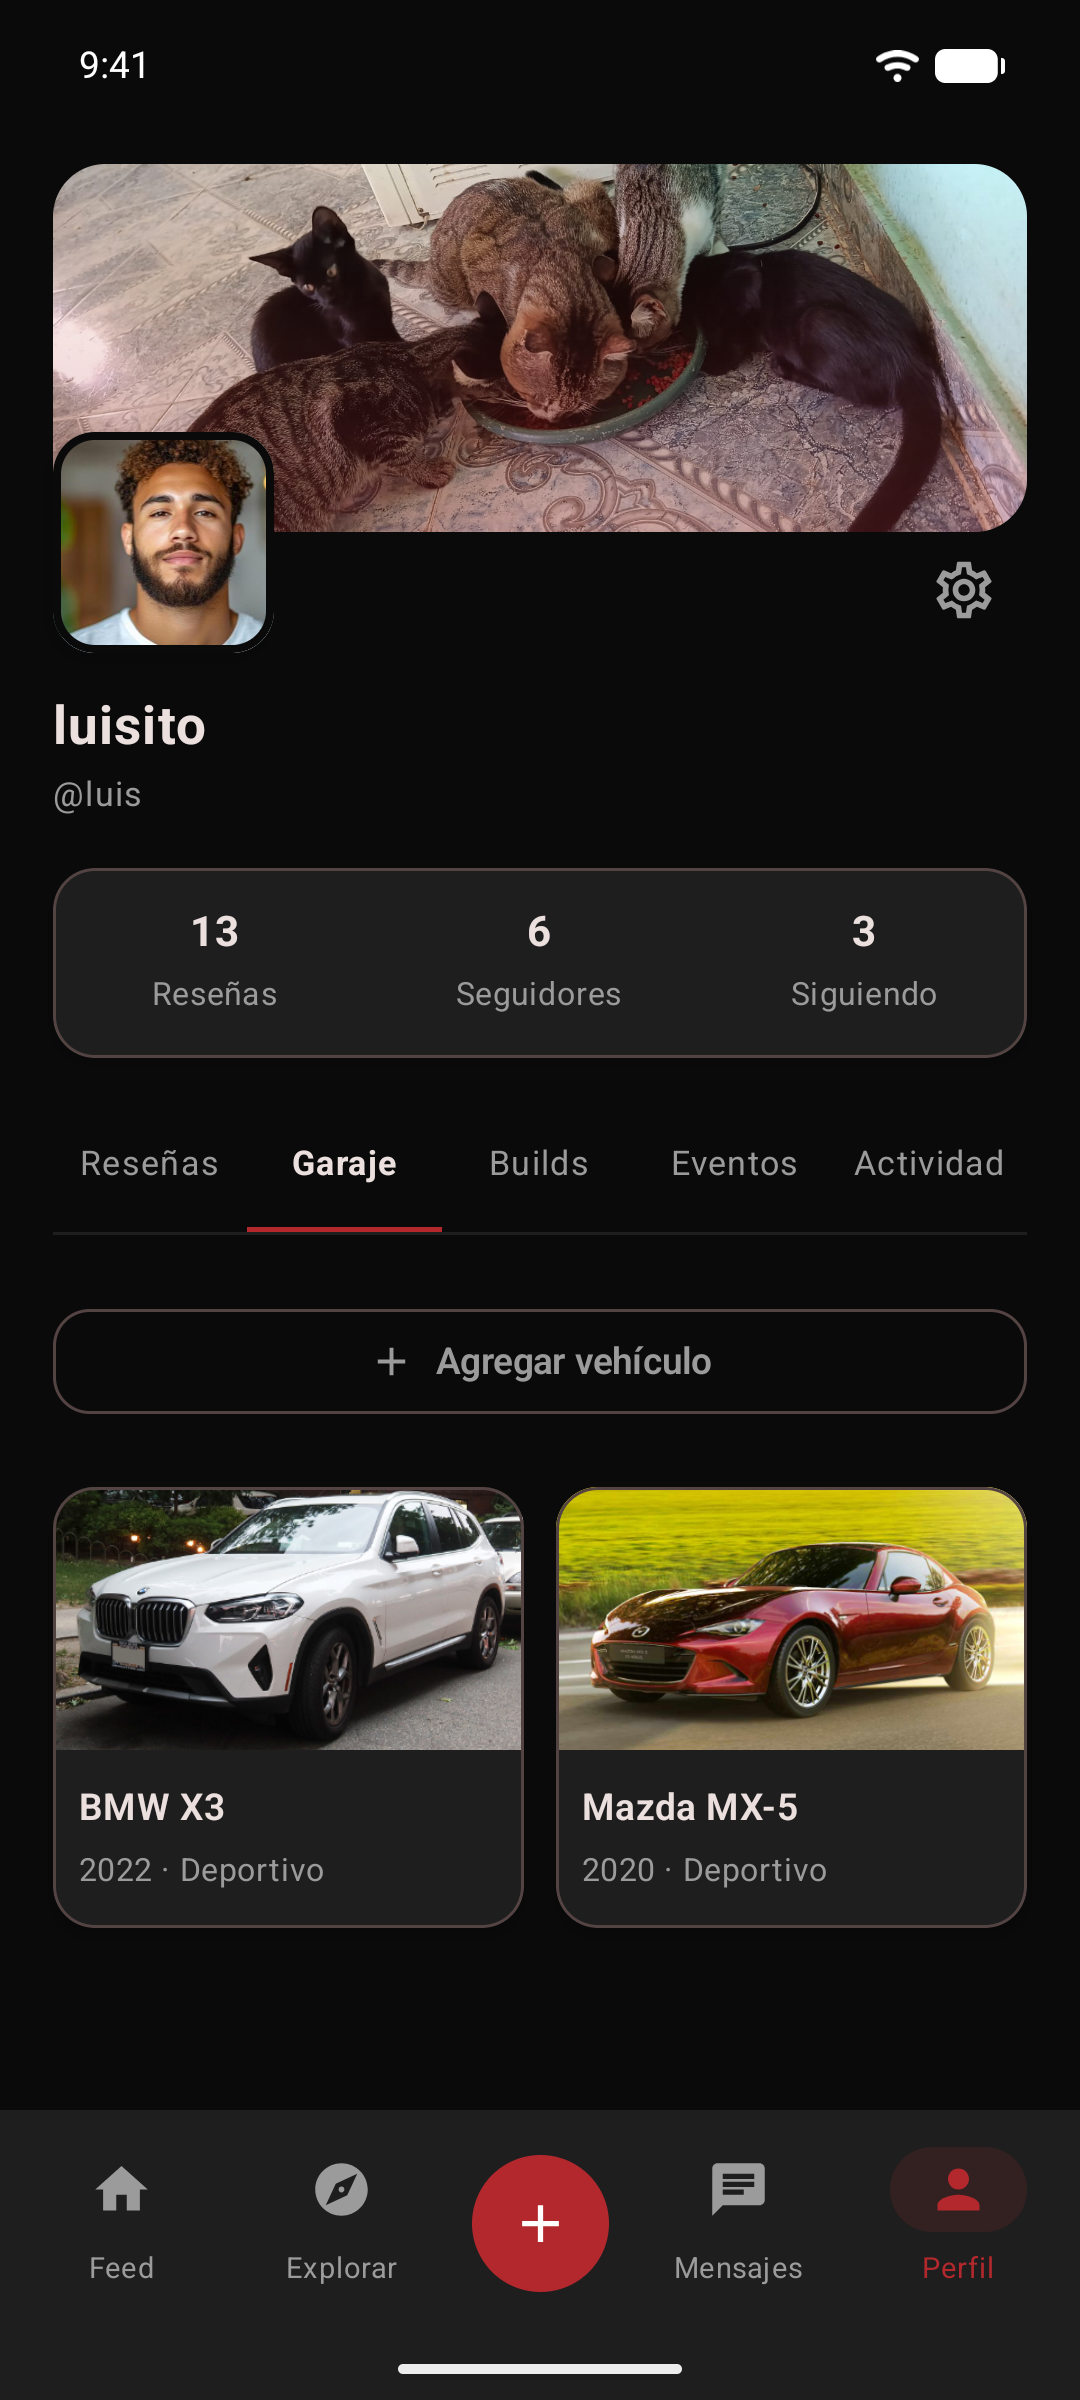 9:41
luisito
@luis
13
Reseñas
6
Seguidores
3
Siguiendo
Reseñas
Garaje
Builds
Eventos
Actividad
+ Agregar vehículo
BMW X3
2022 · Deportivo
Mazda MX-5
2020 · Deportivo
Feed
Explorar
Mensajes
Perfil